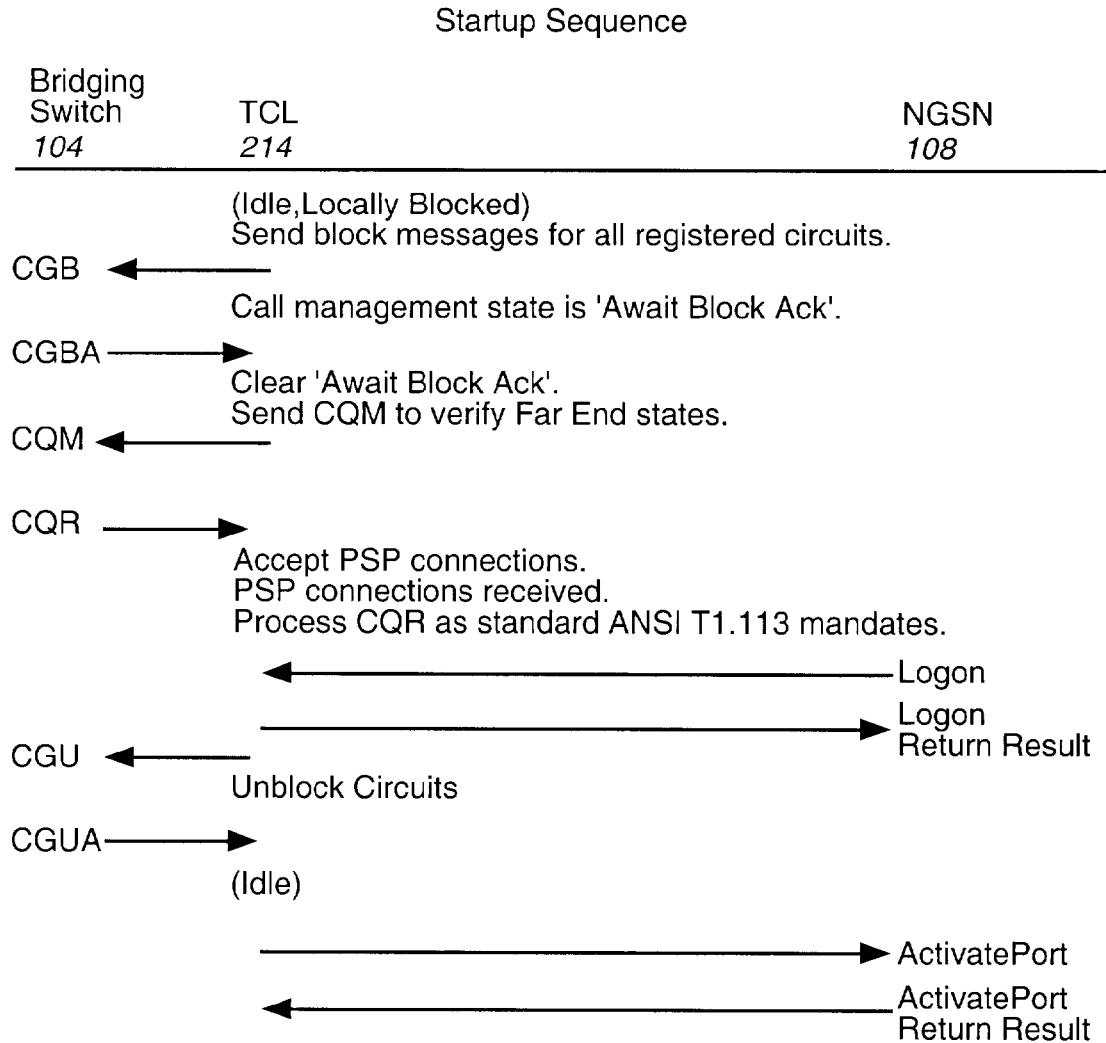 Startup Sequence
Bridging
Switch TCL NGSN
104 214 108
(Idle,Locally Blocked)
Send block messages for all registered circuits.
CGB
Call management state is 'Await Block Ack'.
CGBA
Clear 'Await Block Ack'.
Send CQM to verify Far End states.
CQM
CQR
Accept PSP connections.
PSP connections received.
Process CQR as standard ANSI T1.113 mandates.
Logon
Logon
Return Result
CGU
Unblock Circuits
CGUA
(Idle)
ActivatePort
ActivatePort
Return Result